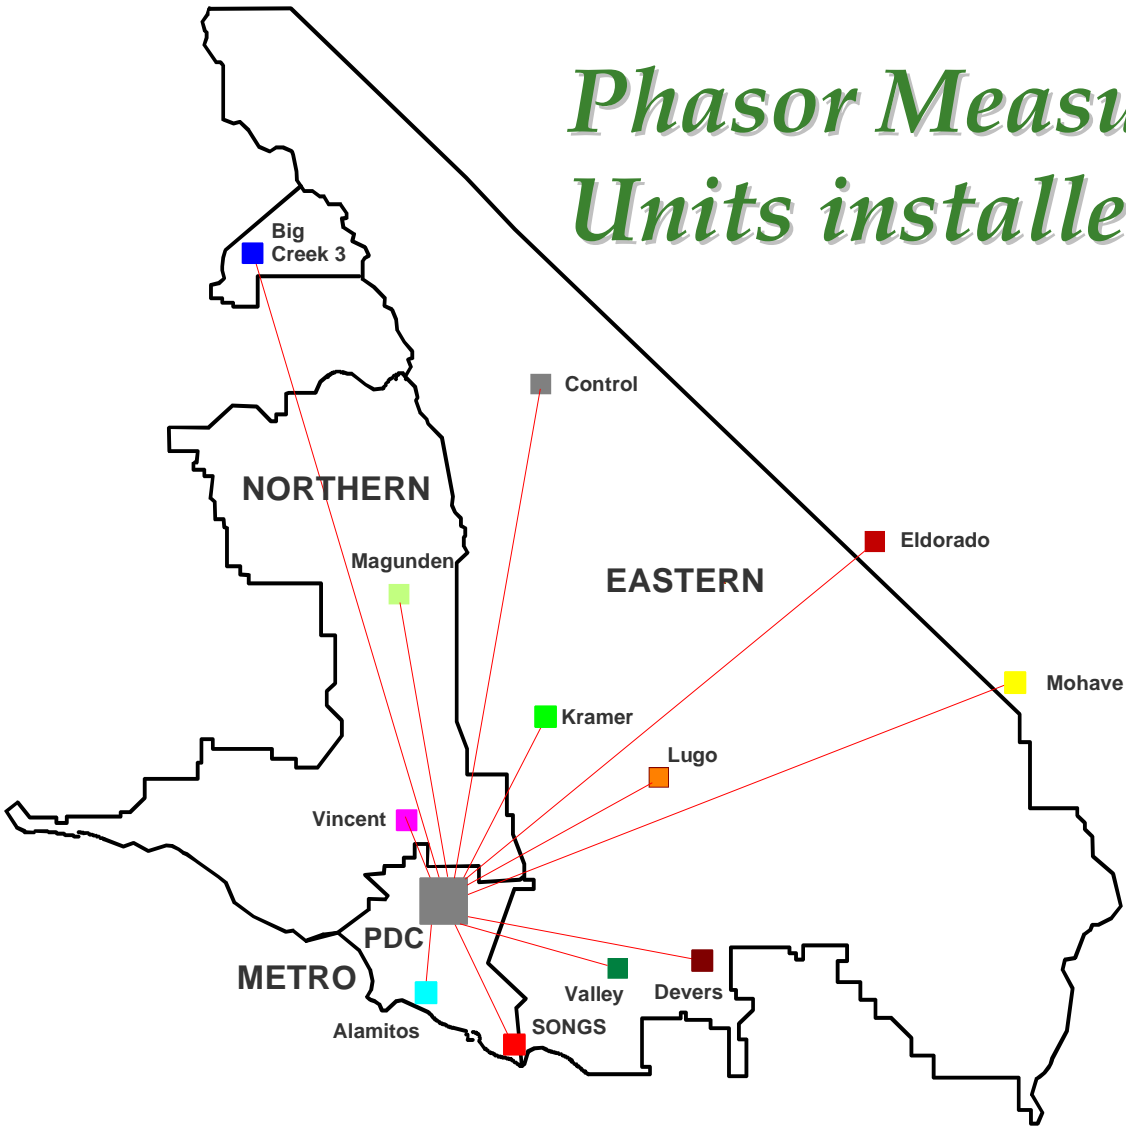 Phasor Measu
Units installe
Big
Creek 3
Control
NORTHERN
Eldorado
Magunden
EASTERN
Mohave
Kramer
Lugo
Vincent
PDC
METRO
Valley
Devers
Alamitos
SONGS